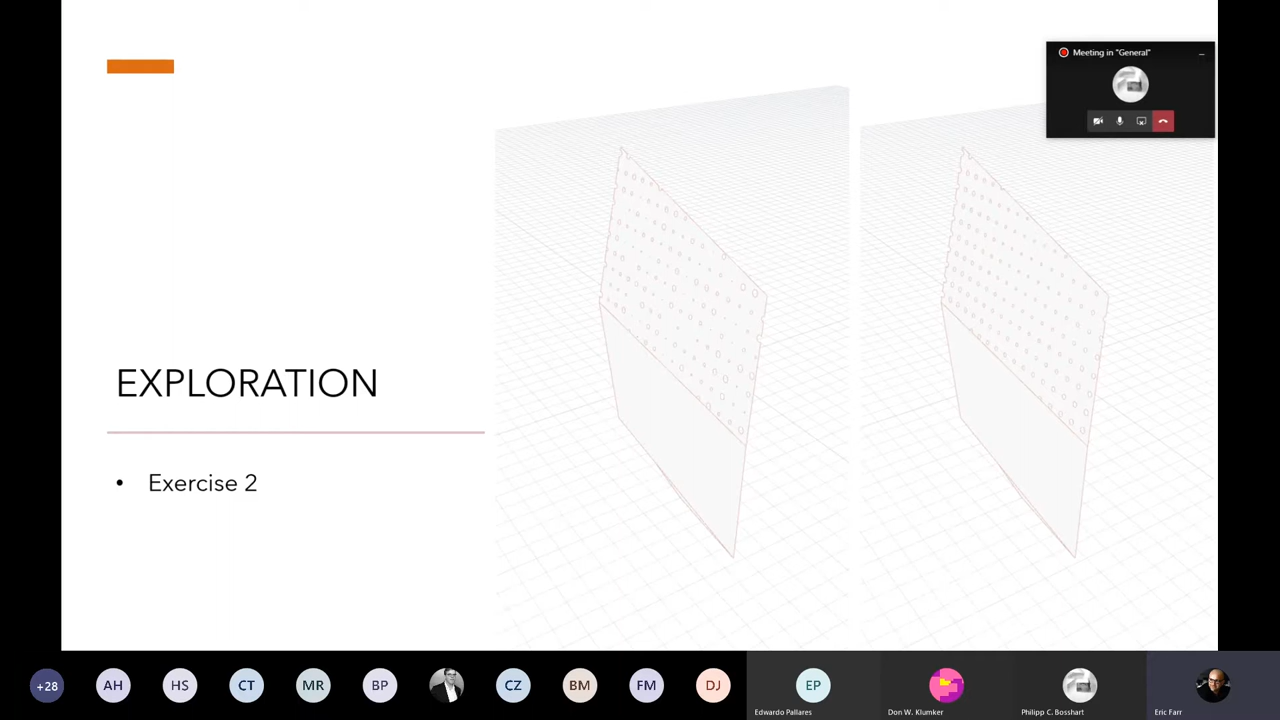 Meeting in "General"
EXPLORATION
• Exercise 2
+28
AH
HS
CT
MR
BP
CZ
BM
FM
DJ
EP
Edwardo Pallares
Don W. Klumker
Philipp C. Bosshart
Eric Farr